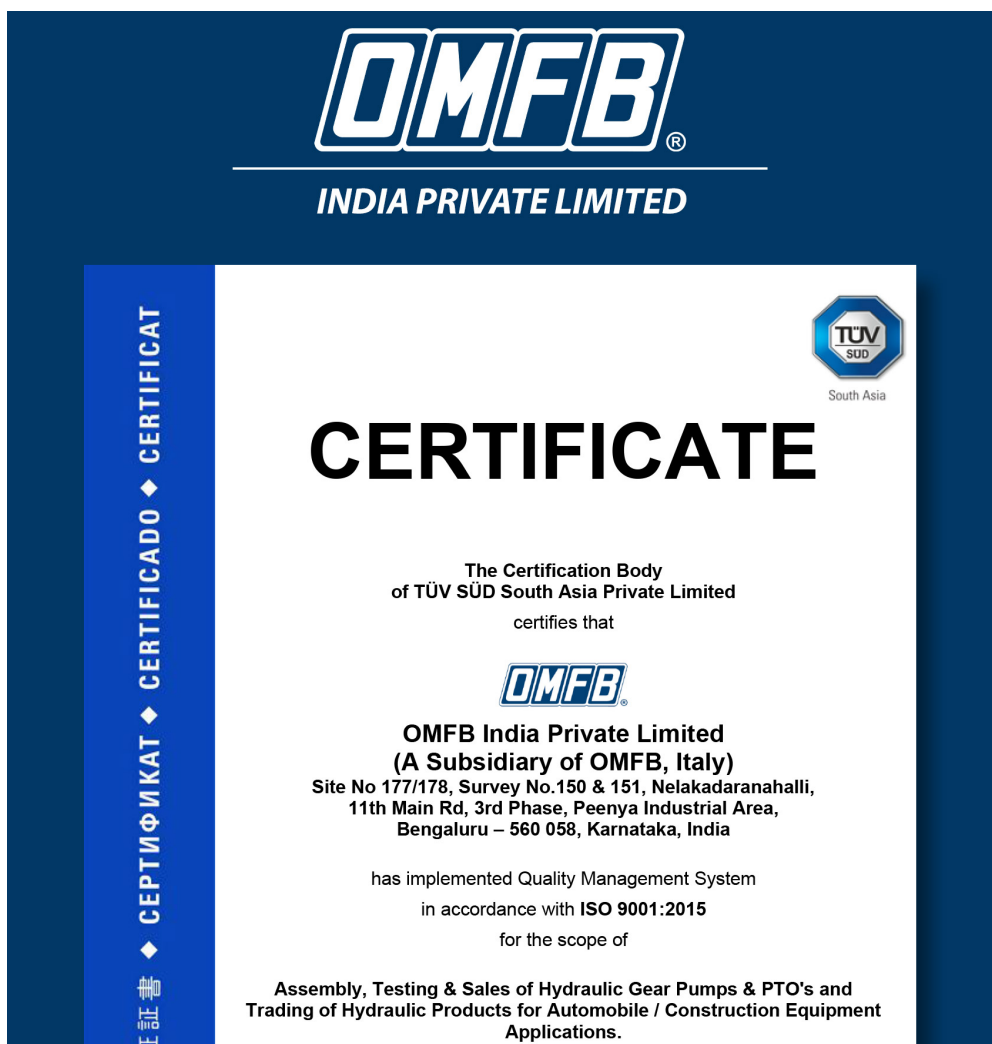 OMFB®
INDIA PRIVATE LIMITED
TÜV
SÜD
South Asia
CERTIFICATE
The Certification Body
of TÜV SÜD South Asia Private Limited
certifies that
OMFB®
OMFB India Private Limited
(A Subsidiary of OMFB, Italy)
Site No 177/178, Survey No.150 & 151, Nelakadaranahalli,
11th Main Rd, 3rd Phase, Peenya Industrial Area,
Bengaluru – 560 058, Karnataka, India
has implemented Quality Management System
in accordance with ISO 9001:2015
for the scope of
Assembly, Testing & Sales of Hydraulic Gear Pumps & PTO's and
Trading of Hydraulic Products for Automobile / Construction Equipment
Applications.
証書 ◆ СЕРТИФИКАТ ◆ CERTIFICADO ◆ CERTIFICAT